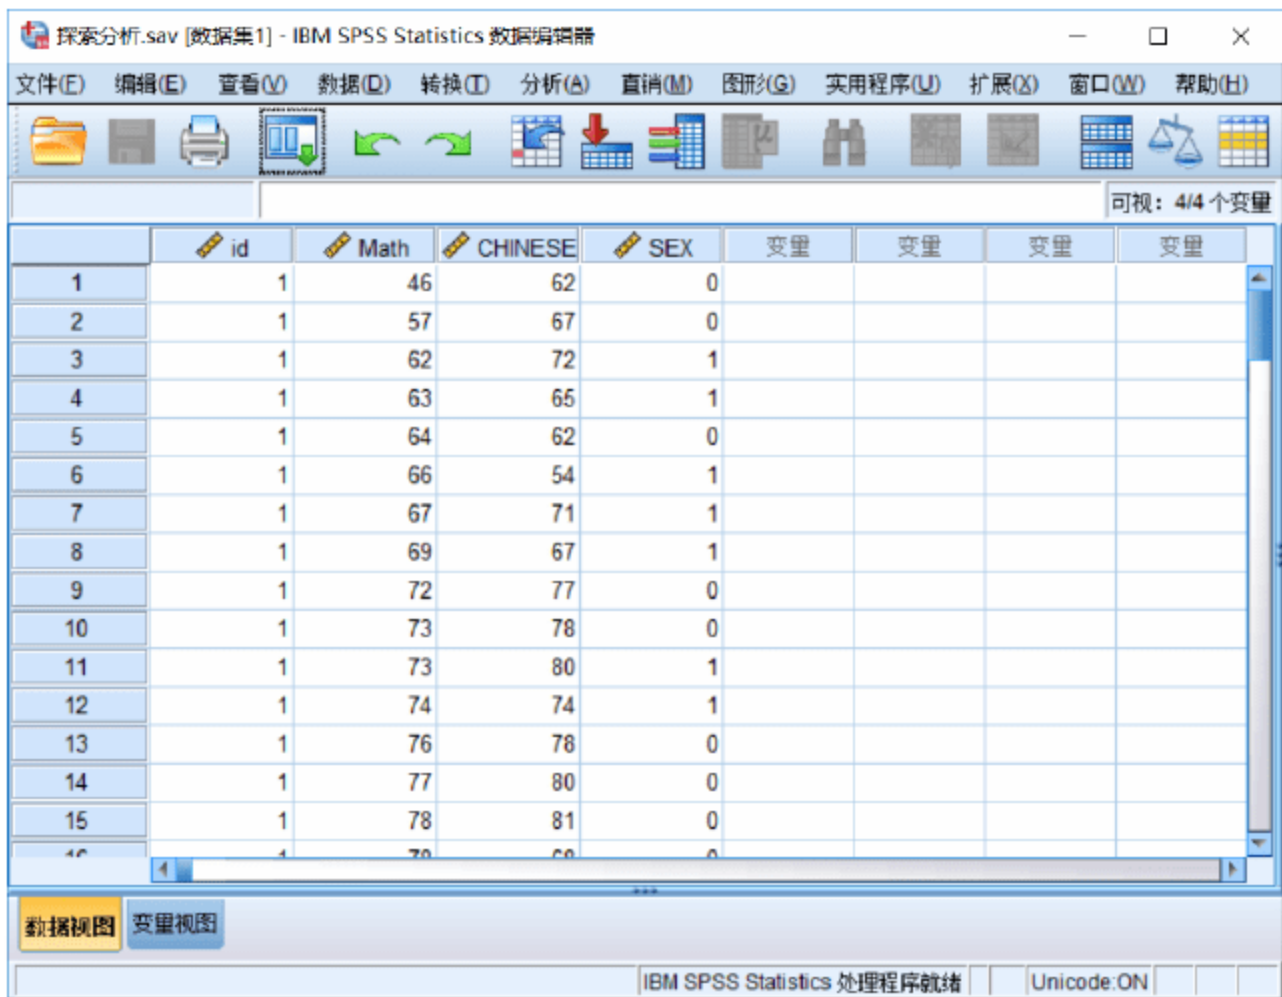 探索分析.sav [数据集1] - IBM SPSS Statistics 数据编辑器
文件(F) 编辑(E) 查看(V) 数据(D) 转换(T) 分析(A) 直销(M) 图形(G) 实用程序(U) 扩展(X) 窗口(W) 帮助(H)
可视：4/4 个变量
id Math CHINESE SEX 变量 变量 变量 变量
1 1 46 62 0
2 1 57 67 0
3 1 62 72 1
4 1 63 65 1
5 1 64 62 0
6 1 66 54 1
7 1 67 71 1
8 1 69 67 1
9 1 72 77 0
10 1 73 78 0
11 1 73 80 1
12 1 74 74 1
13 1 76 78 0
14 1 77 80 0
15 1 78 81 0
数据视图 变量视图
IBM SPSS Statistics 处理程序就绪 Unicode:ON